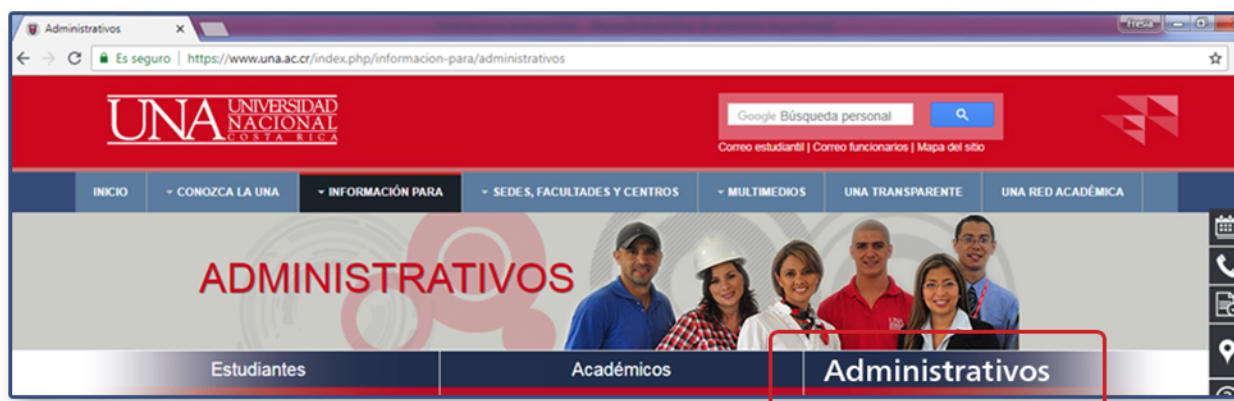 Administrativos
Fresia
Es seguro | https://www.una.ac.cr/index.php/informacion-para/administrativos
UNA UNIVERSIDAD
NACIONAL
COSTA RICA
Google Búsqueda personal
Correo estudiantil | Correo funcionarios | Mapa del sitio
INICIO CONOZCA LA UNA INFORMACIÓN PARA SEDES, FACULTADES Y CENTROS MULTIMEDIOS UNA TRANSPARENTE UNA RED ACADÉMICA
ADMINISTRATIVOS
Estudiantes Académicos Administrativos